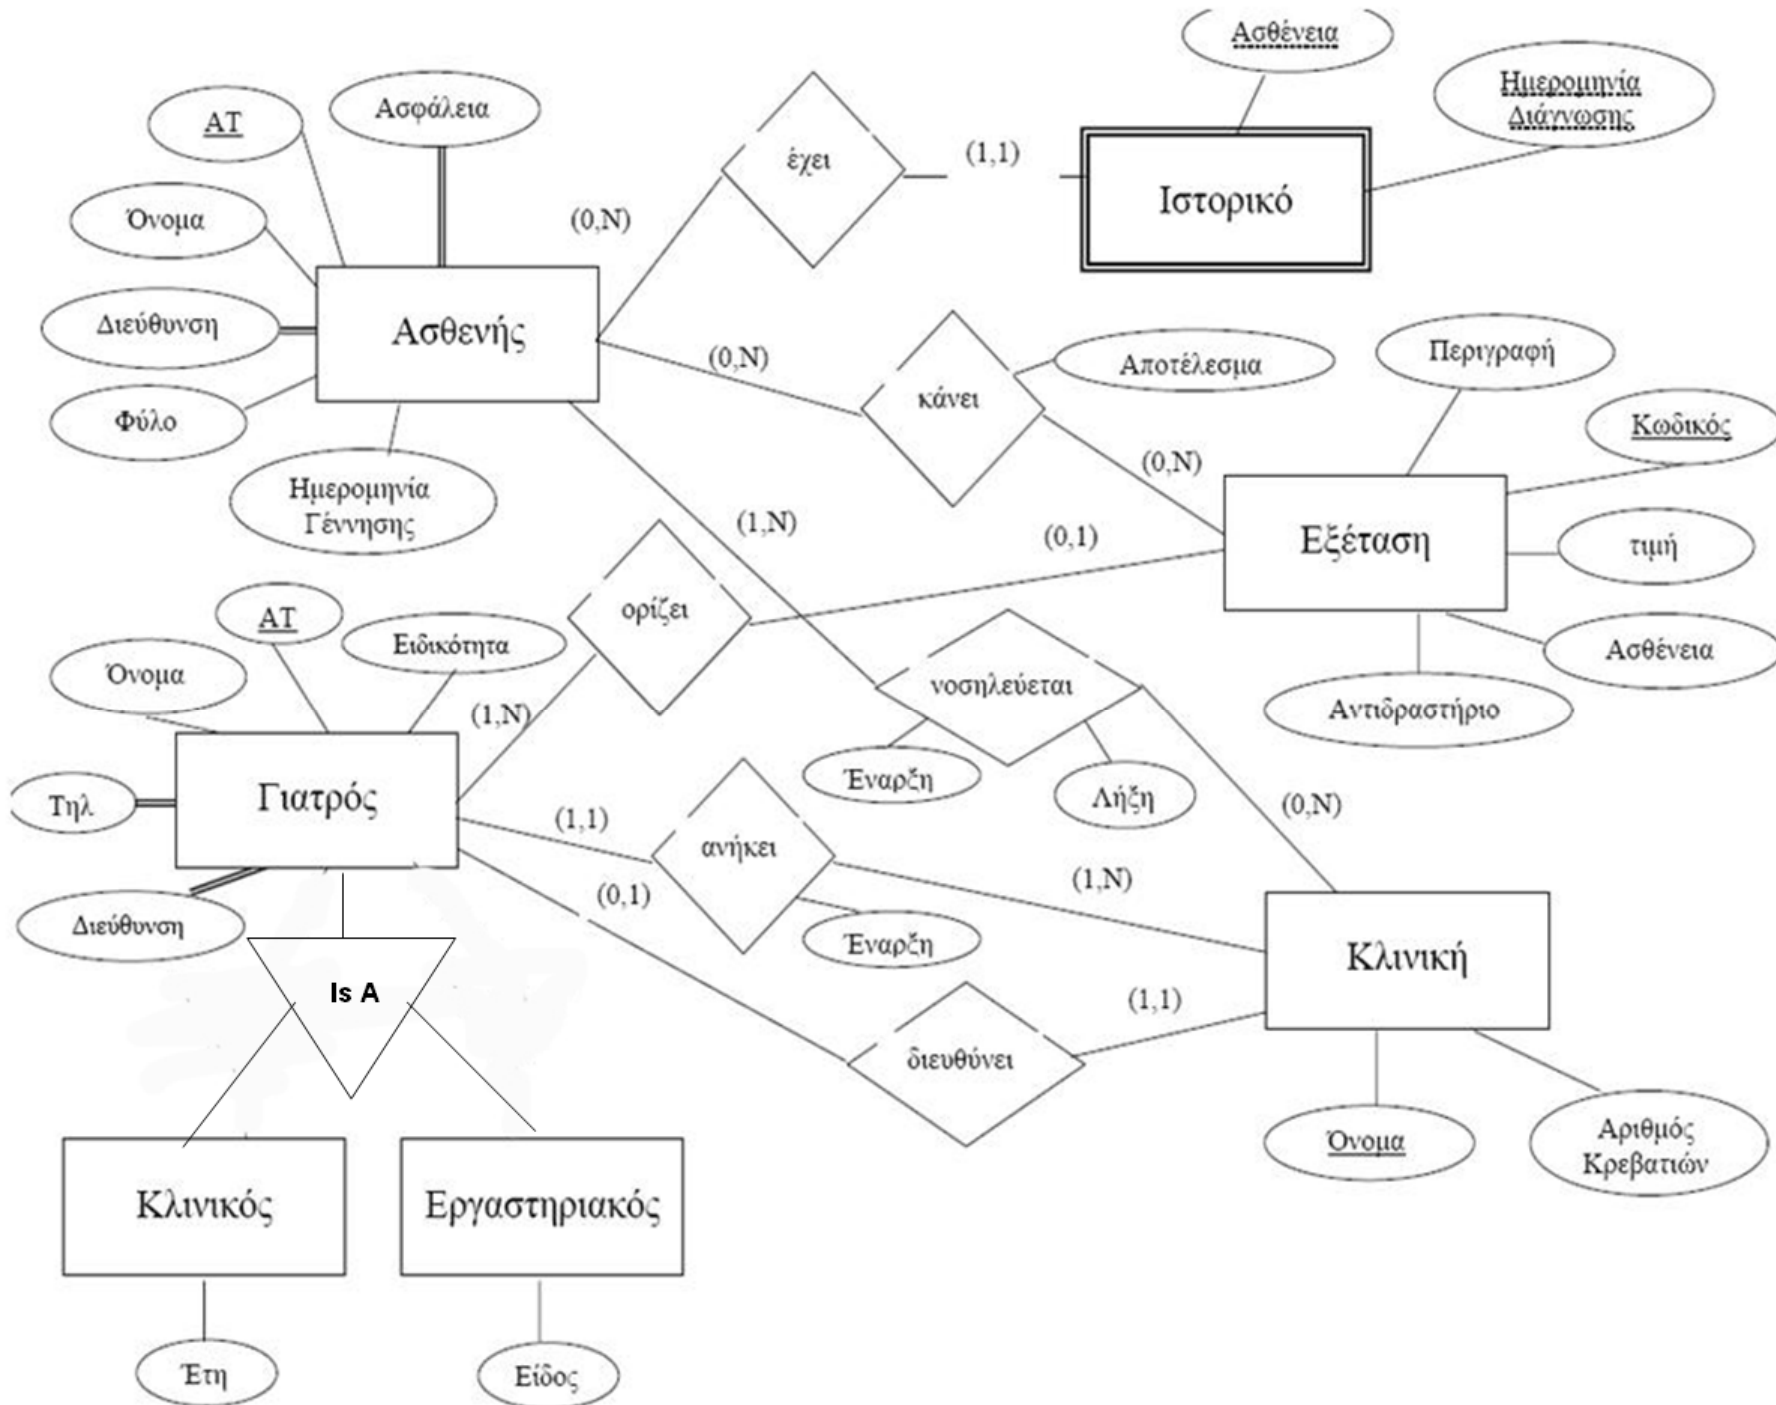 Ασθένεια
Ημερομηνία
Διάγνωσης
Ασφάλεια
ΑΤ
έχει
(1,1)
Ιστορικό
Όνομα
(0,N)
Διεύθυνση
Ασθενής
(0,N)
Αποτέλεσμα
Περιγραφή
κάνει
Φύλο
Κωδικός
(0,N)
Ημερομηνία
Γέννησης
(1,N)
(0,1)
Εξέταση
τιμή
ΑΤ
ορίζει
Ειδικότητα
Ασθένεια
Όνομα
νοσηλεύεται
(1,N)
Αντιδραστήριο
Έναρξη
Τηλ
Γιατρός
Λήξη
(0,N)
(1,1)
ανήκει
(0,1)
(1,N)
Διεύθυνση
Έναρξη
Κλινική
Is A
(1,1)
διευθύνει
Όνομα
Αριθμός
Κρεβατιών
Κλινικός
Εργαστηριακός
Έτη
Είδος